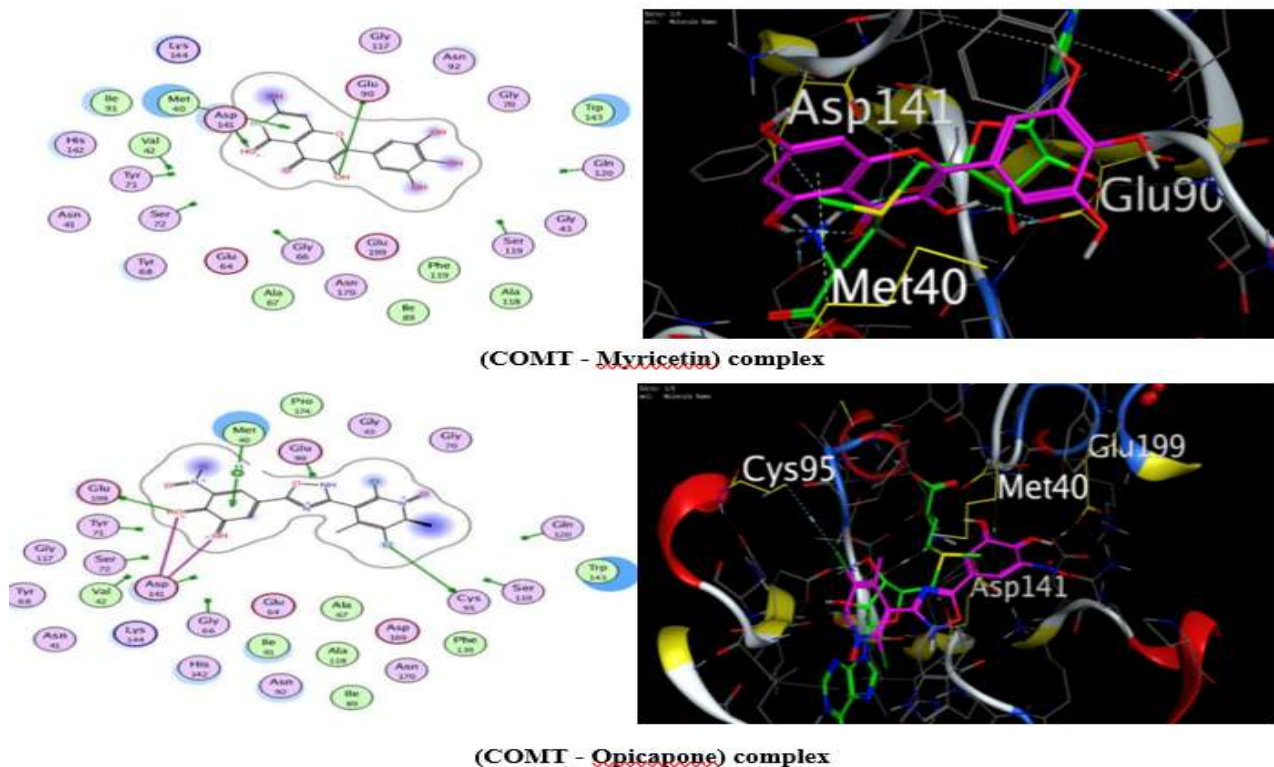 Lys
144
Gly
117
Asn
92
Glu
90
Gly
70
Trp
143
Ile
91
Met
40
Asp
141
His
142
Val
42
Tyr
71
Gln
120
Asn
41
Ser
72
Gly
43
Tyr
68
Glu
64
Gly
66
Glu
199
Ser
119
Phe
139
Ala
67
Asn
170
Ile
89
Ala
118
Asp141
Glu90
Met40
(COMT - Myricetin) complex
Pro
174
Met
40
Gly
43
Gly
70
Glu
90
Glu
199
Tyr
71
Gln
120
Gly
117
Ser
72
Trp
143
Tyr
68
Val
42
Asp
141
Cys
95
Ser
119
Asn
41
Lys
144
Gly
66
Glu
64
Ala
67
Asp
169
Phe
139
His
142
Ile
91
Ala
118
Asn
170
Asn
92
Ile
89
Cys95
Glu199
Met40
Asp141
(COMT - Opicapone) complex